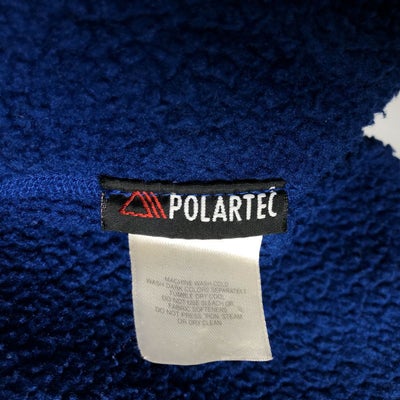 POLARTEC
MACHINE WASH COLD
WASH DARK COLORS SEPARATELY
TUMBLE DRY COOL
DO NOT USE BLEACH OR
FABRIC SOFTENERS
DO NOT PRESS, IRON, STEAM
OR DRY CLEAN